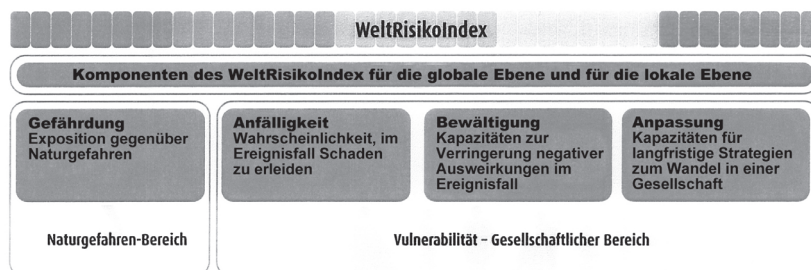 WeltRisikoIndex
Komponenten des WeltRisikoIndex für die globale Ebene und für die lokale Ebene
Gefährdung
Exposition gegenüber
Naturgefahren
Anfälligkeit
Wahrscheinlichkeit, im
Ereignisfall Schaden
zu erleiden
Bewältigung
Kapazitäten zur
Verringerung negativer
Ausweirkungen im
Ereignisfall
Anpassung
Kapazitäten für
langfristige Strategien
zum Wandel in einer
Gesellschaft
Naturgefahren-Bereich
Vulnerabilität – Gesellschaftlicher Bereich